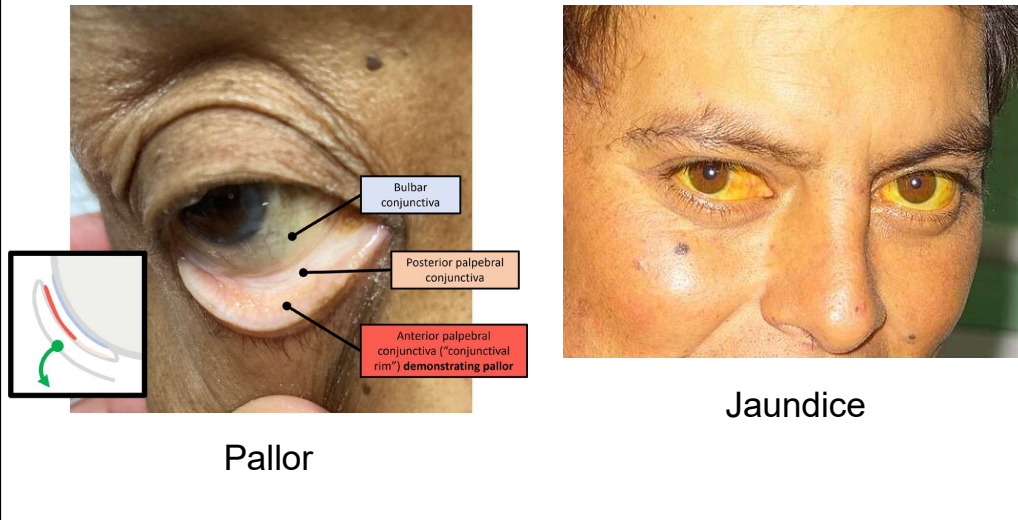 Bulbar
conjunctiva
Posterior palpebral
conjunctiva
Anterior palpebral
conjunctiva (“conjunctival
rim”) demonstrating pallor
Pallor
Jaundice